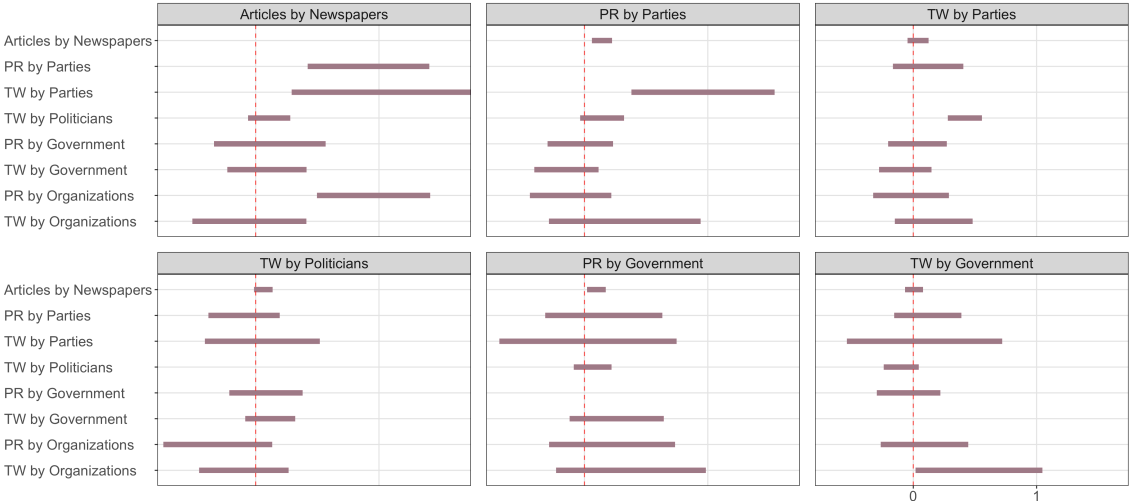 Articles by Newspapers
PR by Parties
TW by Parties
Articles by Newspapers
PR by Parties
TW by Parties
TW by Politicians
PR by Government
TW by Government
PR by Organizations
TW by Organizations
TW by Politicians
PR by Government
TW by Government
Articles by Newspapers
PR by Parties
TW by Parties
TW by Politicians
PR by Government
TW by Government
PR by Organizations
TW by Organizations
0 1